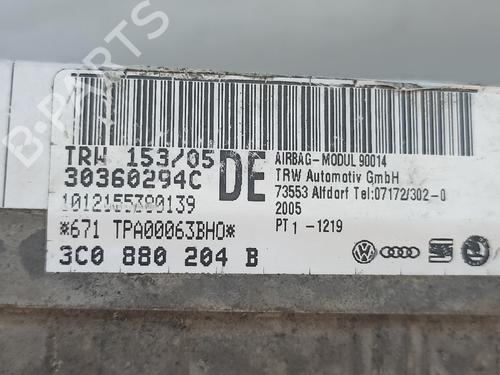 B-PARTS
TRW 153/05
30360294C
1012155390139
*671 TPA00063BHO*
3C0 880 204 B
DE
AIRBAG-MODUL 90014
TRW Automotiv GmbH
73553 Alfdorf Tel:07172/302-0
2005
PT 1 -1219